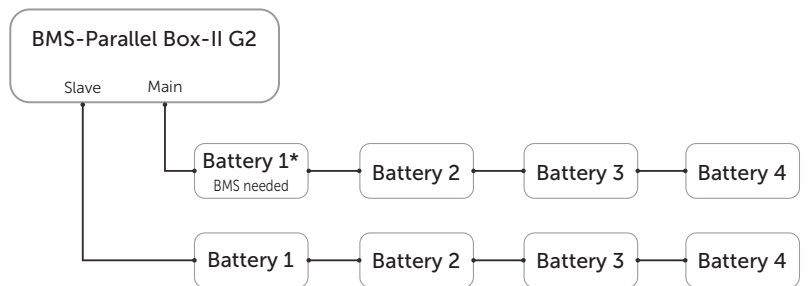 BMS-Parallel Box-II G2
Slave Main
Battery 1* Battery 2 Battery 3 Battery 4
BMS needed
Battery 1 Battery 2 Battery 3 Battery 4